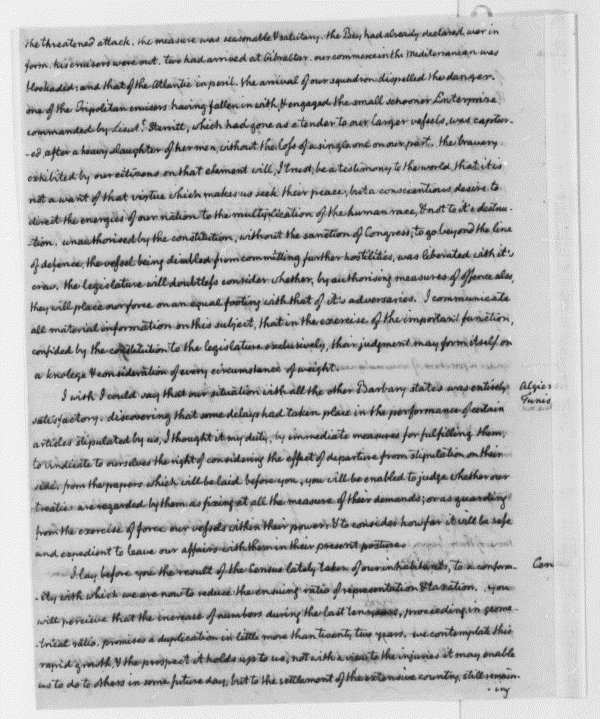 the threatened attack. the measure was reasonable & salutary. the Bey had already declared war in
form. his cruisers were out. two had arrived at Gibraltar. our commerce in the Mediterranean was
blockaded: and that of the Atlantic in peril. the arrival of our squadron dispelled the danger.
one of the Tripolitan cruisers having fallen in with, & engaged the small schooner Enterprize,
commanded by Lieut. Sterritt, which had gone as a tender to our larger vessels, was captur-
-ed after a heavy slaughter of her men, without the loss of a single one on our part. the bravery
exhibited by our citizens on that element will, I trust, be a testimony to the world, that it is
not a want of that virtue which makes us seek their peace, but a conscientious desire to
direct the energies of our nation to the multiplication of the human race, & not to it's destruc-
-tion. unauthorised by the constitution, without the sanction of Congress, to go beyond the line
of defence, the vessel being disabled from committing further hostilities, was liberated with it's
crew. the legislature will doubtless consider whether, by authorising measures of offence also,
they will place our force on an equal footing with that of it's adversaries. I communicate
all material information on this subject, that in the exercise of the important function,
confided by the constitution to the legislature exclusively, their judgment may form itself on
a knolege & consideration of every circumstance of weight.
I wish I could say that our situation with all the other Barbary states was entirely
Algiers
satisfactory. discovering that some delays had taken place in the performance of certain
Tunis
articles stipulated by us, I thought it my duty, by immediate measures for fulfilling them,
to vindicate to ourselves the right of considering the effect of departure from stipulation on their
side. from the papers which will be laid before you, you will be enabled to judge whether our
treaties are regarded by them as fixing at all the measure of their demands, or as guarding
from the exercise of force our vessels within their power; & to consider how far it will be safe
and expedient to leave our affairs with them in their present posture.
I lay before you the result of the Census lately taken of our inhabitants, to a conform-
Cen
-ity with which we are now to reduce the ensuing ratio of representation & taxation. you
will percieve that the increase of numbers during the last ten years, proceeding in geome-
-trical ratio, promises a duplication in little more than twenty two years. we contemplate this
rapid growth, & the prospect it holds up to us, not with a view to the injuries it may enable
us to do to others in some future day, but to the settlement of the extensive country, still remain-
-ing